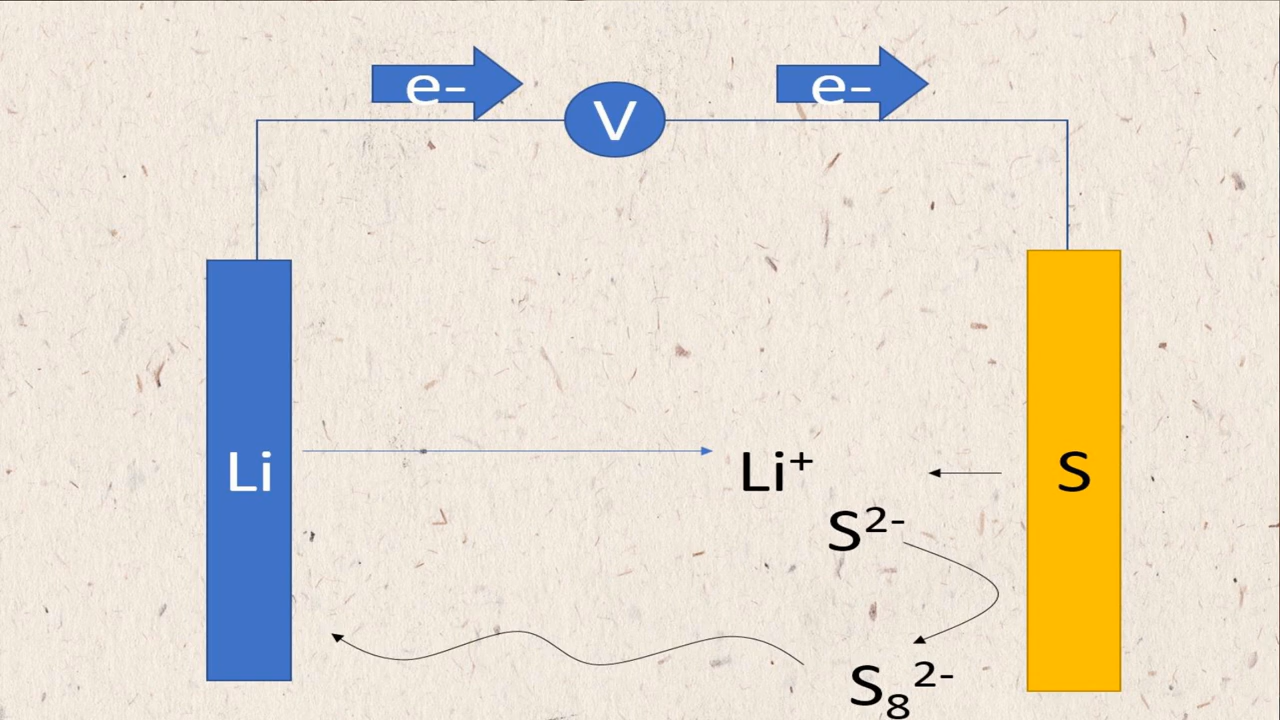 e- e-
V
Li Li⁺ S
S²⁻
S₈²⁻